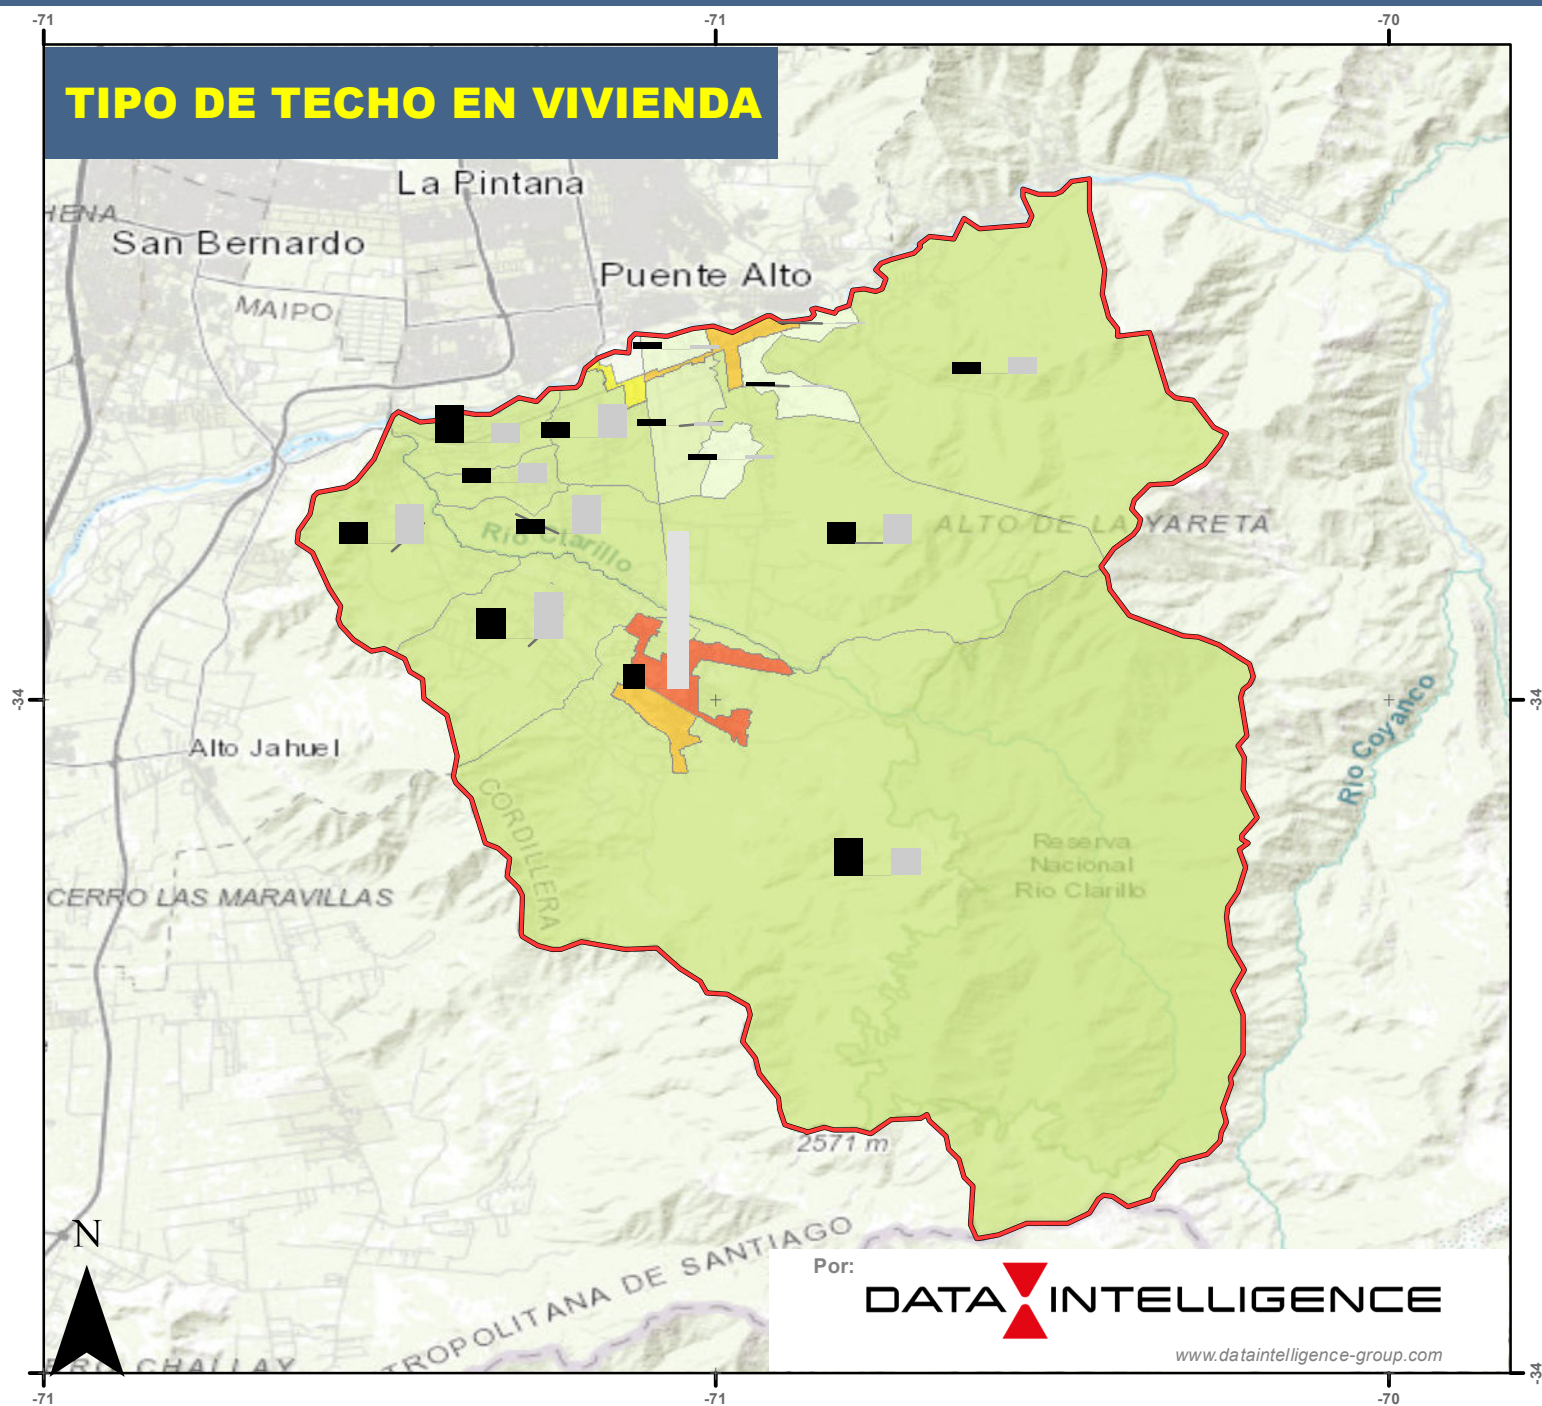 -71
-71
-70
TIPO DE TECHO EN VIVIENDA
La Pintana
San Bernardo
Puente Alto
MAIPO
ALTO DE LA YARETA
Río Clarillo
-34
-34
Río Coyanco
Alto Jahuel
CORDILLERA
Reserva
Nacional
Río Clarillo
CERRO LAS MARAVILLAS
2571 m
TROPOLITANA DE SANTIAGO
N
Por:
DATA INTELLIGENCE
www.dataintelligence-group.com
CHALLAY
-34
-71
-71
-70